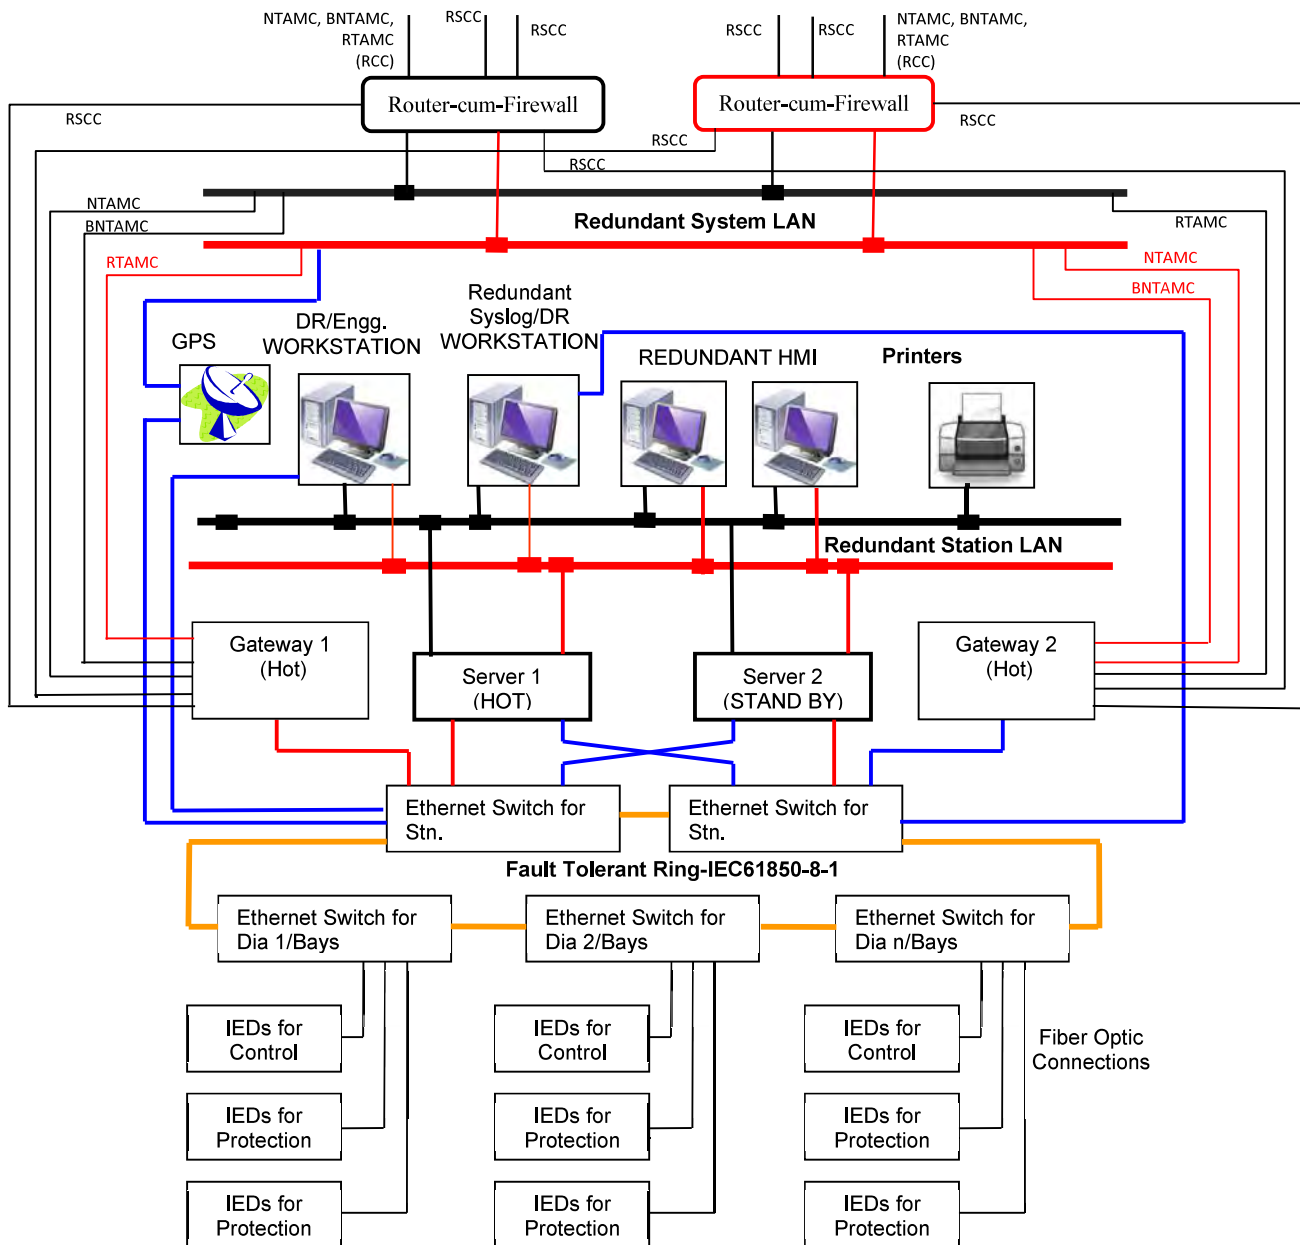 NTAMC, BNTAMC,
RTAMC
(RCC)
RSCC
RSCC
RSCC
RSCC
NTAMC, BNTAMC,
RTAMC
(RCC)
Router-cum-Firewall
Router-cum-Firewall
RSCC
RSCC
RSCC
RSCC
NTAMC
BNTAMC
Redundant System LAN
RTAMC
RTAMC
NTAMC
BNTAMC
GPS
DR/Engg.
WORKSTATION
Redundant
Syslog/DR
WORKSTATION
REDUNDANT HMI
Printers
Redundant Station LAN
Gateway 1
(Hot)
Server 1
(HOT)
Server 2
(STAND BY)
Gateway 2
(Hot)
Ethernet Switch for
Stn.
Ethernet Switch for
Stn.
Fault Tolerant Ring-IEC61850-8-1
Ethernet Switch for
Dia 1/Bays
Ethernet Switch for
Dia 2/Bays
Ethernet Switch for
Dia n/Bays
IEDs for
Control
IEDs for
Control
IEDs for
Control
Fiber Optic
Connections
IEDs for
Protection
IEDs for
Protection
IEDs for
Protection
IEDs for
Protection
IEDs for
Protection
IEDs for
Protection